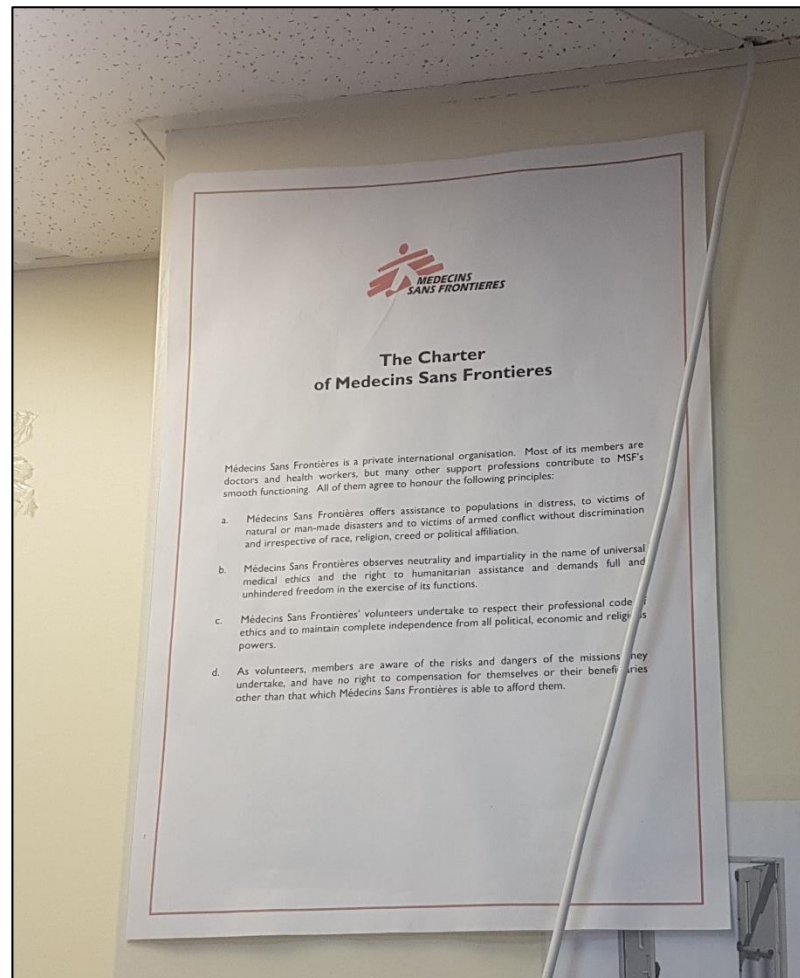 MEDECINS
SANS FRONTIERES
The Charter
of Medecins Sans Frontieres
Médecins Sans Frontières is a private international organisation. Most of its members are
doctors and health workers, but many other support professions contribute to MSF's
smooth functioning. All of them agree to honour the following principles:
a. Médecins Sans Frontières offers assistance to populations in distress, to victims of
natural or man-made disasters and to victims of armed conflict without discrimination
and irrespective of race, religion, creed or political affiliation.
b. Médecins Sans Frontières observes neutrality and impartiality in the name of universal
medical ethics and the right to humanitarian assistance and demands full and
unhindered freedom in the exercise of its functions.
c. Médecins Sans Frontières' volunteers undertake to respect their professional code
ethics and to maintain complete independence from all political, economic and
powers.
d. As volunteers, members are aware of the risks and dangers of the missions
undertake, and have no right to compensation for themselves or their
other than that which Médecins Sans Frontières is able to afford them.